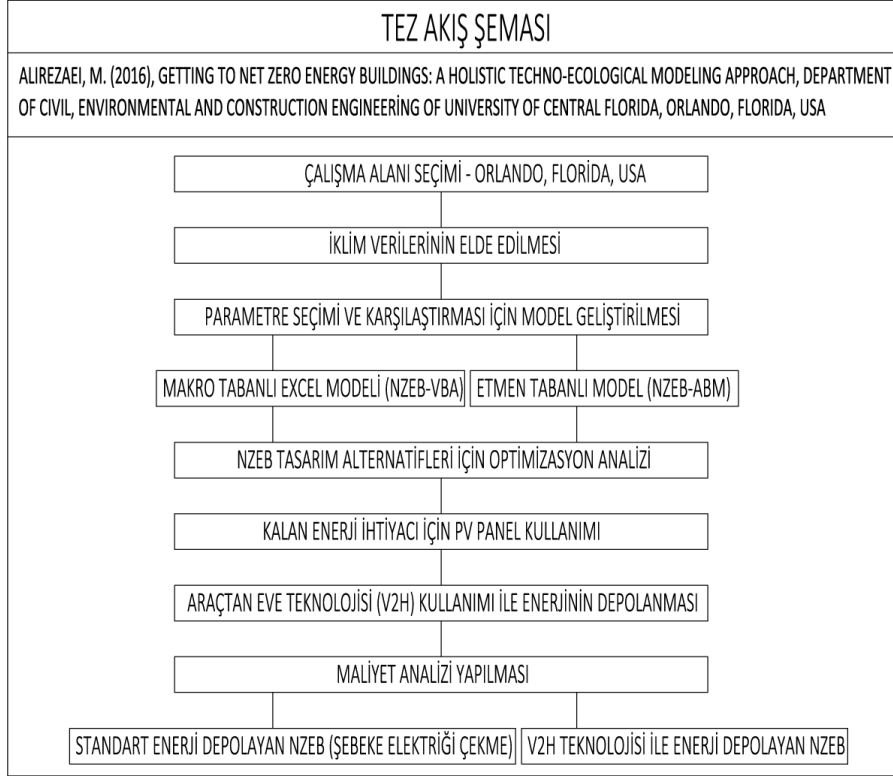 TEZ AKIŞ ŞEMASI
ALIREZAEI, M. (2016), GETTING TO NET ZERO ENERGY BUILDINGS: A HOLISTIC TECHNO-ECOLOGICAL MODELING APPROACH, DEPARTMENT
OF CIVIL, ENVIRONMENTAL AND CONSTRUCTION ENGINEERİNG OF UNIVERSITY OF CENTRAL FLORIDA, ORLANDO, FLORIDA, USA
ÇALIŞMA ALANI SEÇİMİ - ORLANDO, FLORİDA, USA
İKLİM VERİLERİNİN ELDE EDİLMESİ
PARAMETRE SEÇİMİ VE KARŞILAŞTIRMASI İÇİN MODEL GELİŞTİRİLMESİ
MAKRO TABANLI EXCEL MODELİ (NZEB-VBA)
ETMEN TABANLI MODEL (NZEB-ABM)
NZEB TASARIM ALTERNATİFLERİ İÇİN OPTİMİZASYON ANALİZİ
KALAN ENERJİ İHTİYACI İÇİN PV PANEL KULLANIMI
ARAÇTAN EVE TEKNOLOJİSİ (V2H) KULLANIMI İLE ENERJİNİN DEPOLANMASI
MALİYET ANALİZİ YAPILMASI
STANDART ENERJİ DEPOLAYAN NZEB (ŞEBEKE ELEKTRİĞİ ÇEKME)
V2H TEKNOLOJİSİ İLE ENERJİ DEPOLAYAN NZEB